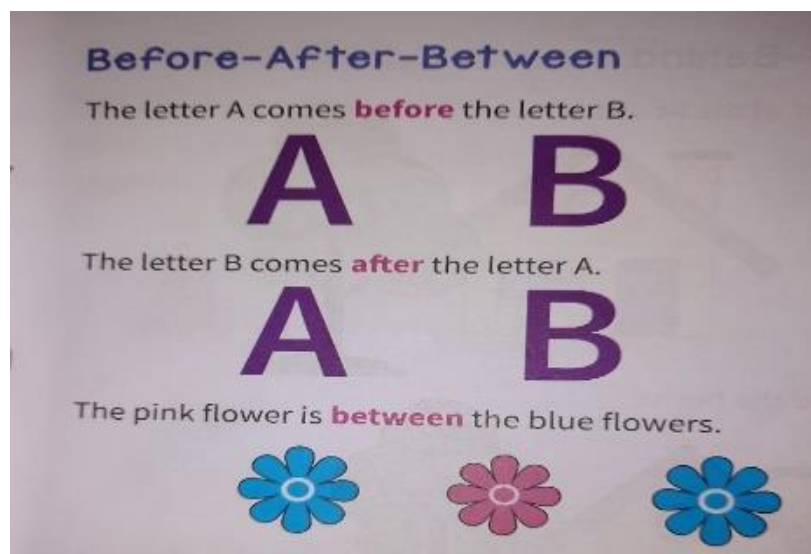 Before-After-Between
The letter A comes before the letter B.
A B
The letter B comes after the letter A.
A B
The pink flower is between the blue flowers.